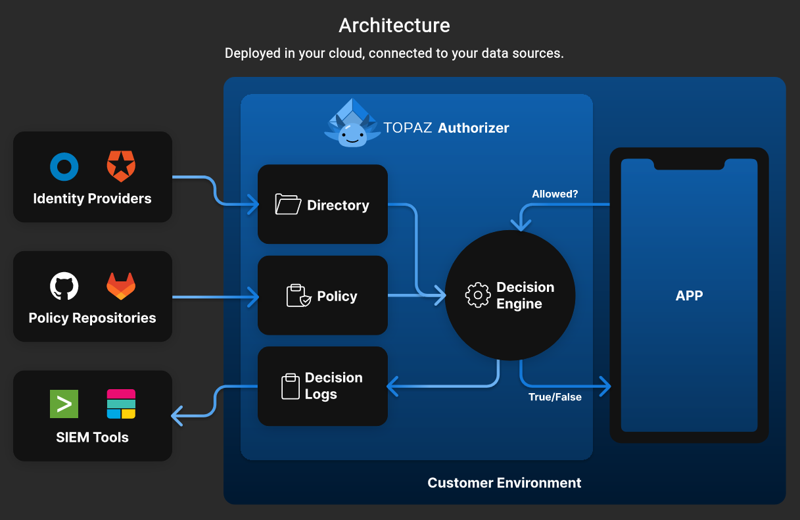 Architecture
Deployed in your cloud, connected to your data sources.
TOPAZ Authorizer
Identity Providers
Directory
Allowed?
Policy Repositories
Policy
Decision
Engine
APP
Decision
Logs
SIEM Tools
True/False
Customer Environment